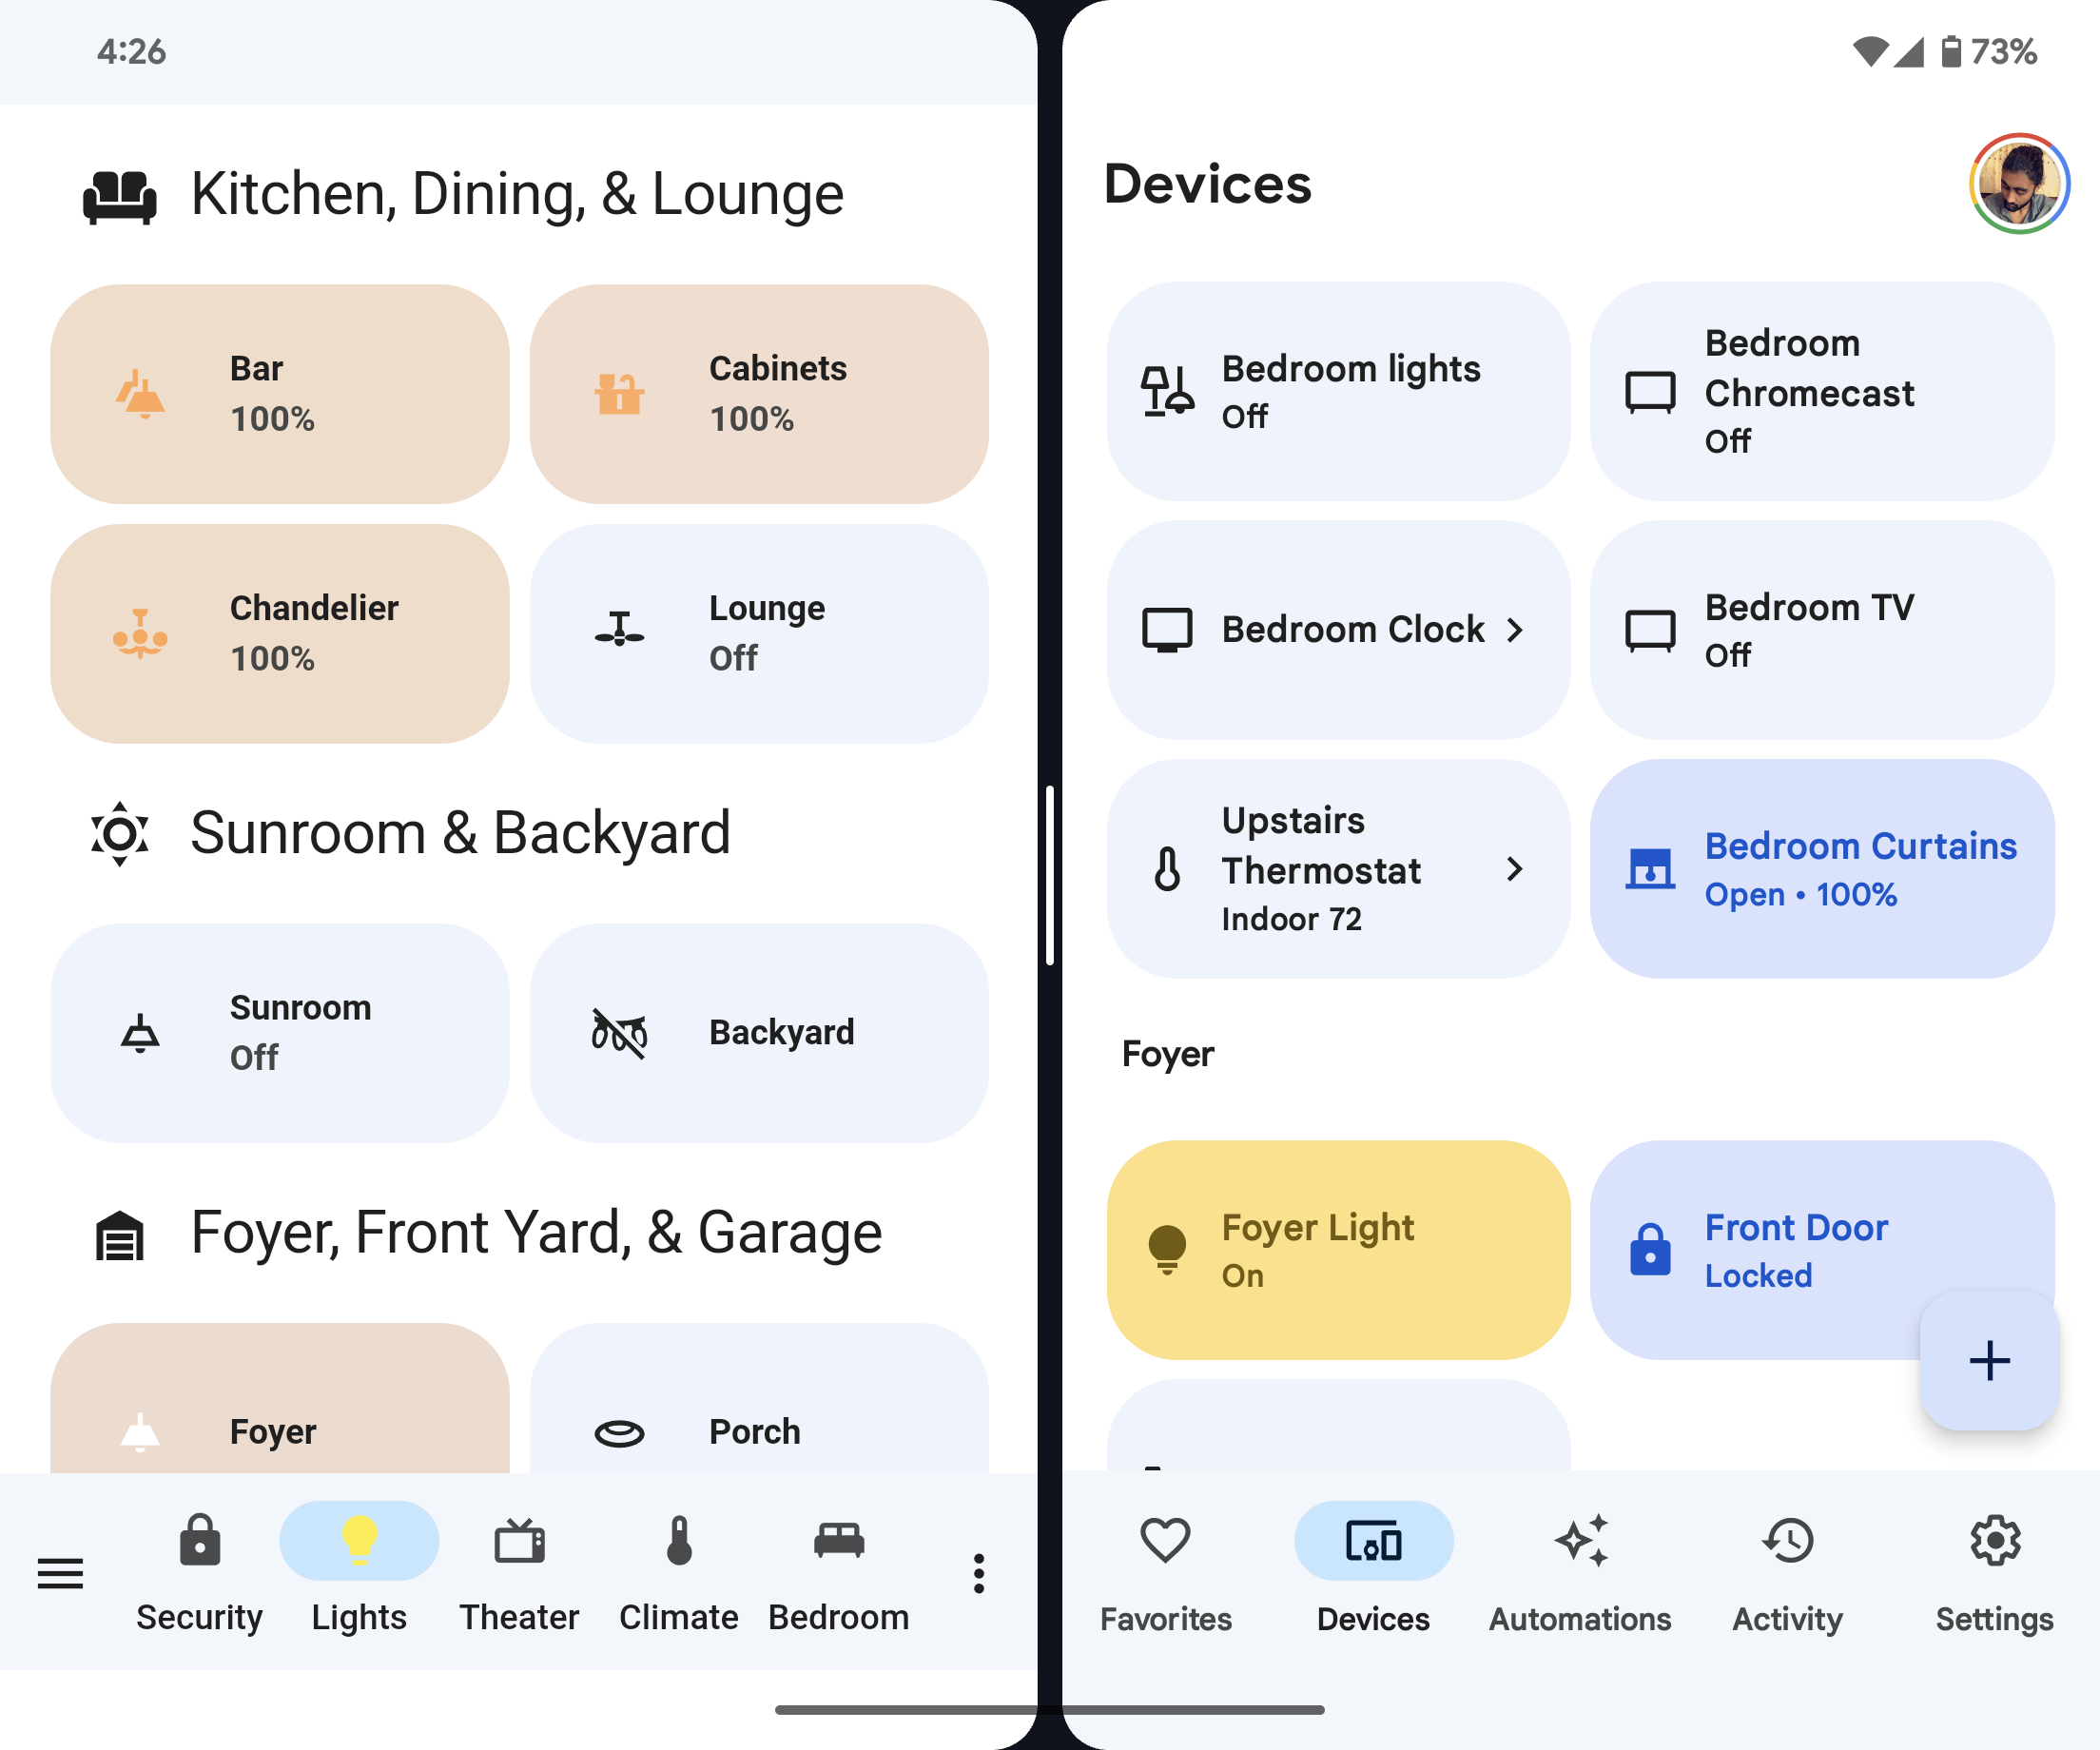 4:26
Kitchen, Dining, & Lounge
Bar
100%
Cabinets
100%
Chandelier
100%
Lounge
Off
Sunroom & Backyard
Sunroom
Off
Backyard
Foyer, Front Yard, & Garage
Foyer
Porch
Security
Lights
Theater
Climate
Bedroom
73%
Devices
Bedroom lights
Off
Bedroom
Chromecast
Off
Bedroom Clock
Bedroom TV
Off
Upstairs
Thermostat
Indoor 72
Bedroom Curtains
Open • 100%
Foyer
Foyer Light
On
Front Door
Locked
Favorites
Devices
Automations
Activity
Settings